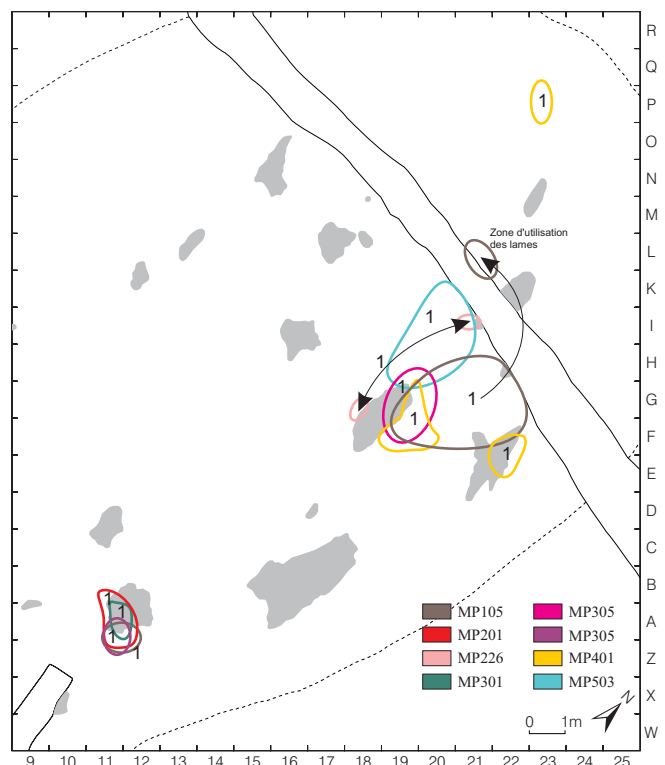 R
Q
P
O
N
M
L
K
I
H
G
F
E
D
C
B
A
Z
X
W
1
Zone d'utilisation
des lames
1
1
1
1
1
1
1
1
1
1
MP105
MP305
MP201
MP305
MP226
MP401
MP301
MP503
0 1m
N
9 10 11 12 13 14 15 16 17 18 19 20 21 22 23 24 25